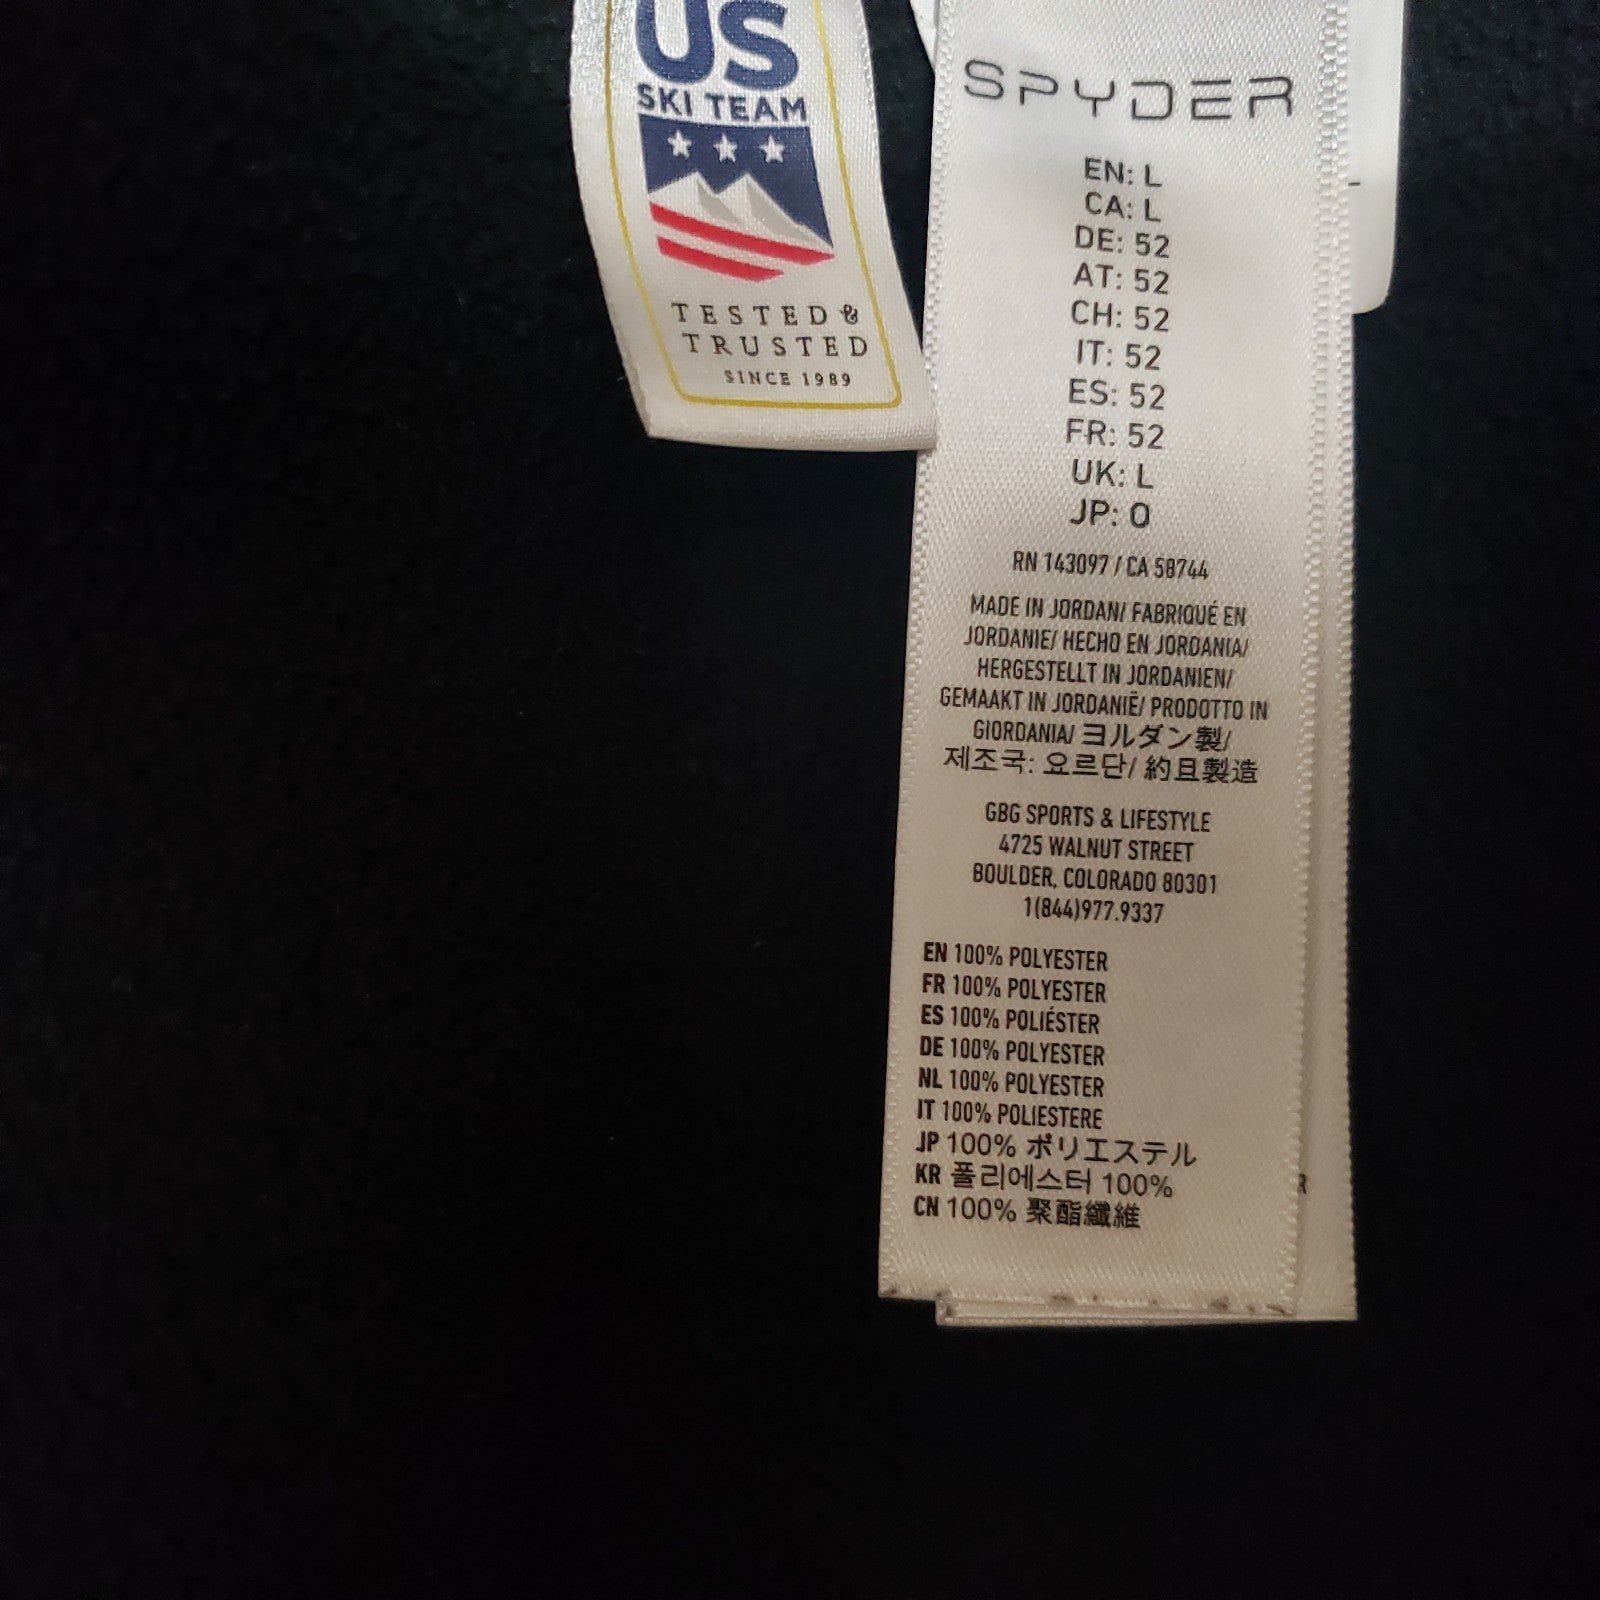 US
SKI TEAM
TESTED &
TRUSTED
SINCE 1989
SPYDER
EN: L
CA: L
DE: 52
AT: 52
CH: 52
IT: 52
ES: 52
FR: 52
UK: L
JP: O
RN 143097 / CA 58744
MADE IN JORDAN/ FABRIQUÉ EN
JORDANIE/ HECHO EN JORDANIA/
HERGESTELLT IN JORDANIEN/
GEMAAKT IN JORDANIË/ PRODOTTO IN
GIORDANIA/ ヨルダン製/
제조국: 요르단/ 約旦製造
GBG SPORTS & LIFESTYLE
4725 WALNUT STREET
BOULDER, COLORADO 80301
1(844)977.9337
EN 100% POLYESTER
FR 100% POLYESTER
ES 100% POLIÉSTER
DE 100% POLYESTER
NL 100% POLYESTER
IT 100% POLIESTERE
JP 100% ポリエステル
KR 폴리에스터 100%
CN 100% 聚酯纖維
R